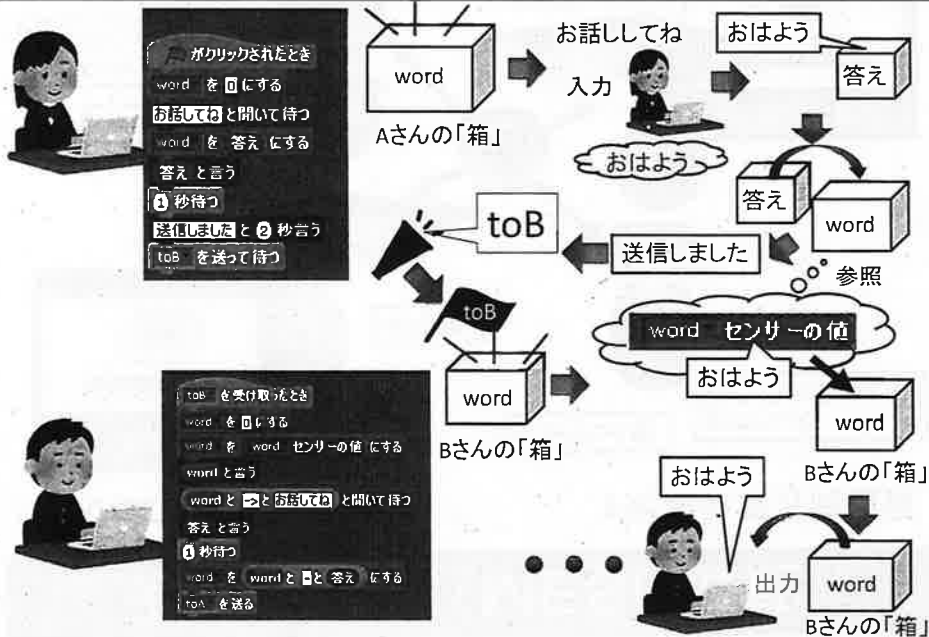 がクリックされたとき
word を 0 にする
お話してね と聞いて待つ
word を 答え にする
答え と言う
1 秒待つ
送信しました と 2 秒言う
toB を送って待つ
word
Aさんの「箱」
お話ししてね
入力
おはよう
おはよう
答え
答え
word
参照
送信しました
toB
toB
word
Bさんの「箱」
word センサーの値
おはよう
word
Bさんの「箱」
toB を受け取ったとき
word を 0 にする
word を word センサーの値 にする
word と言う
word と -> と お話してね と聞いて待つ
答え と言う
1 秒待つ
word を word と - と 答え にする
toA を送る
おはよう
出力
word
Bさんの「箱」